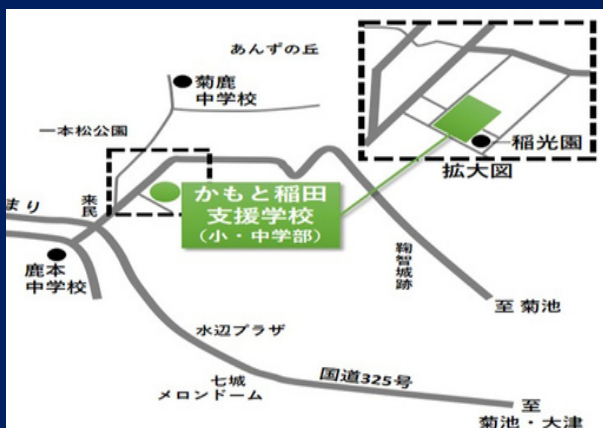 あんずの丘
菊鹿
中学校
一本松公園
稲光園
拡大図
来民
まり
かもと稲田
支援学校
（小・中学部）
鹿本
中学校
鞠智城跡
至 菊池
水辺プラザ
七城
メロンドーム
国道325号
至
菊池・大津